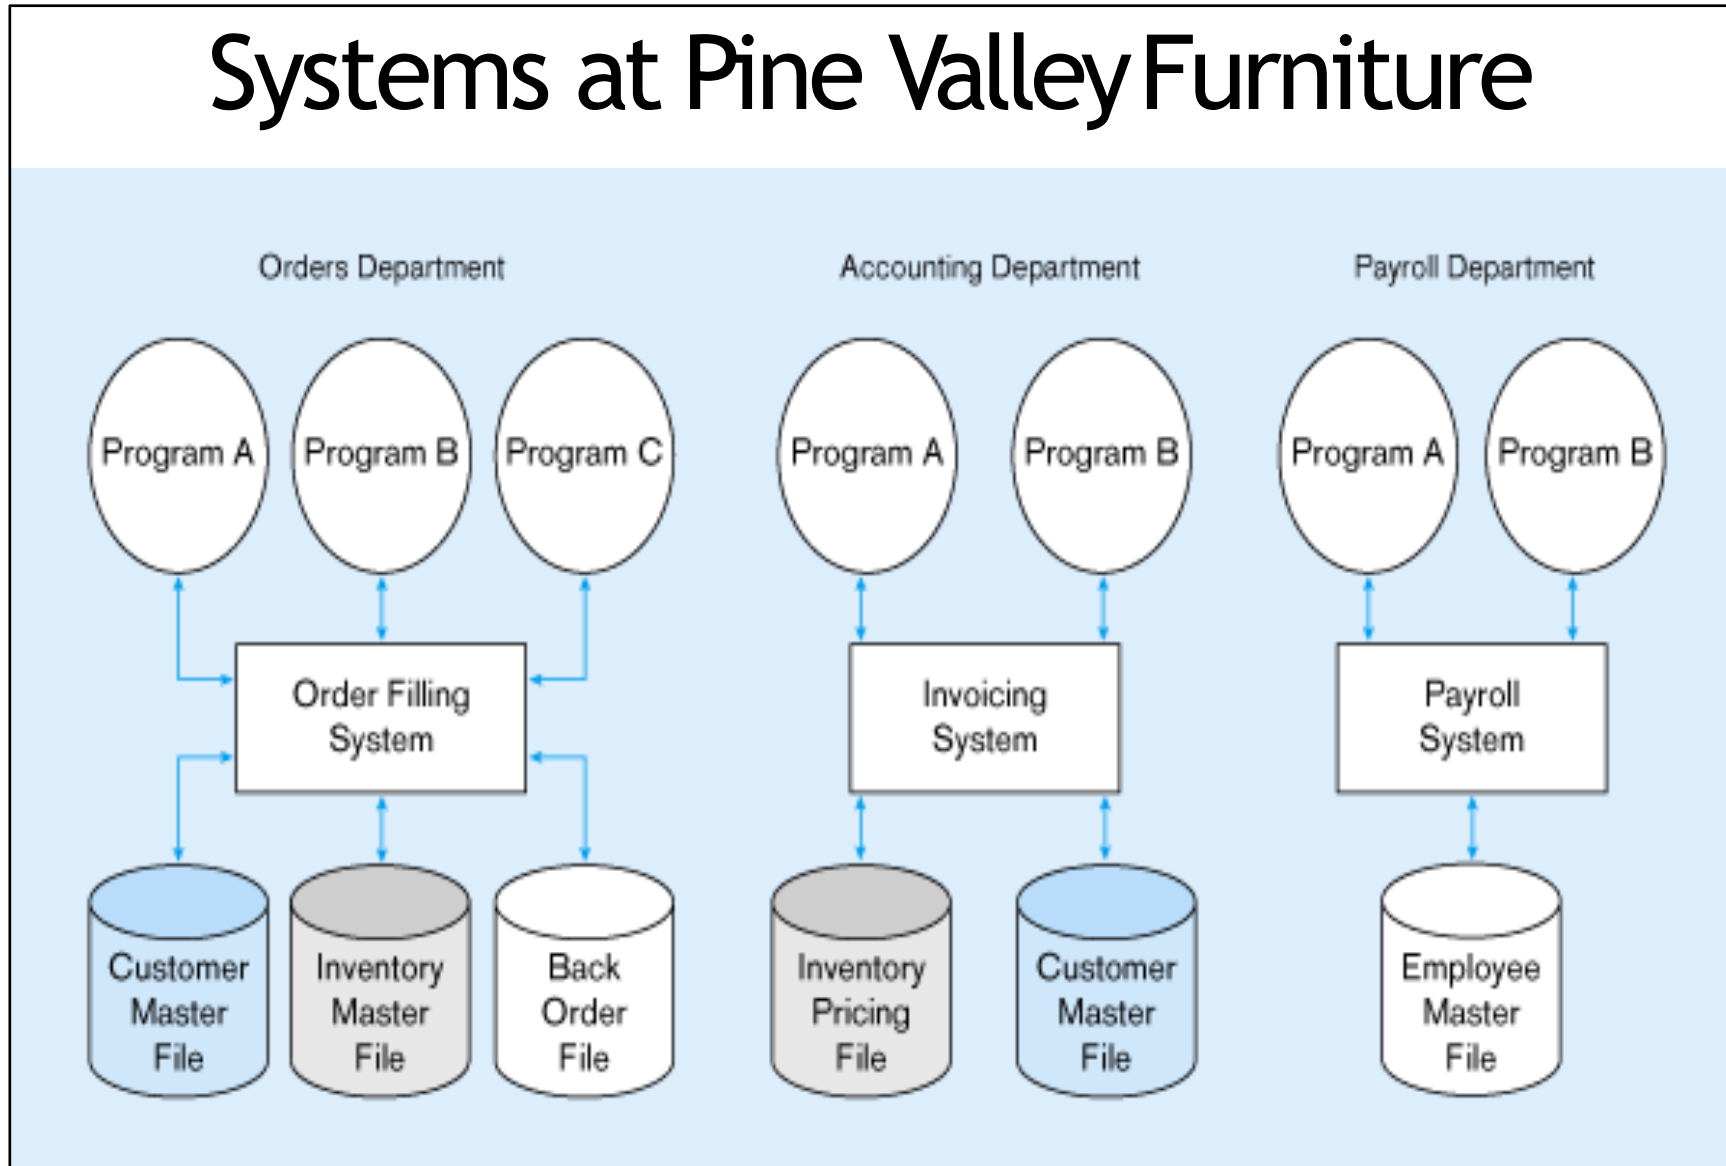 Systems at Pine Valley Furniture
Orders Department
Accounting Department
Payroll Department
Program A
Program B
Program C
Program A
Program B
Program A
Program B
Order Filling
System
Invoicing
System
Payroll
System
Customer
Master
File
Inventory
Master
File
Back
Order
File
Inventory
Pricing
File
Customer
Master
File
Employee
Master
File